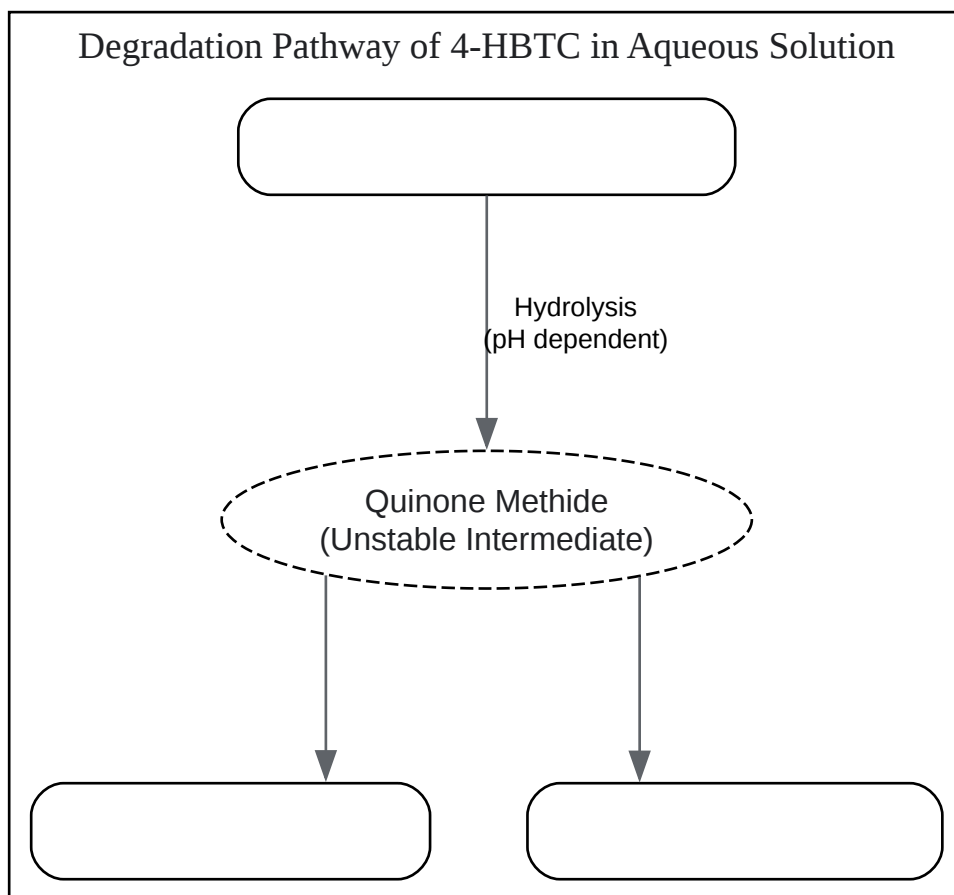 Degradation Pathway of 4-HBTC in Aqueous Solution
Hydrolysis
(pH dependent)
Quinone Methide
(Unstable Intermediate)